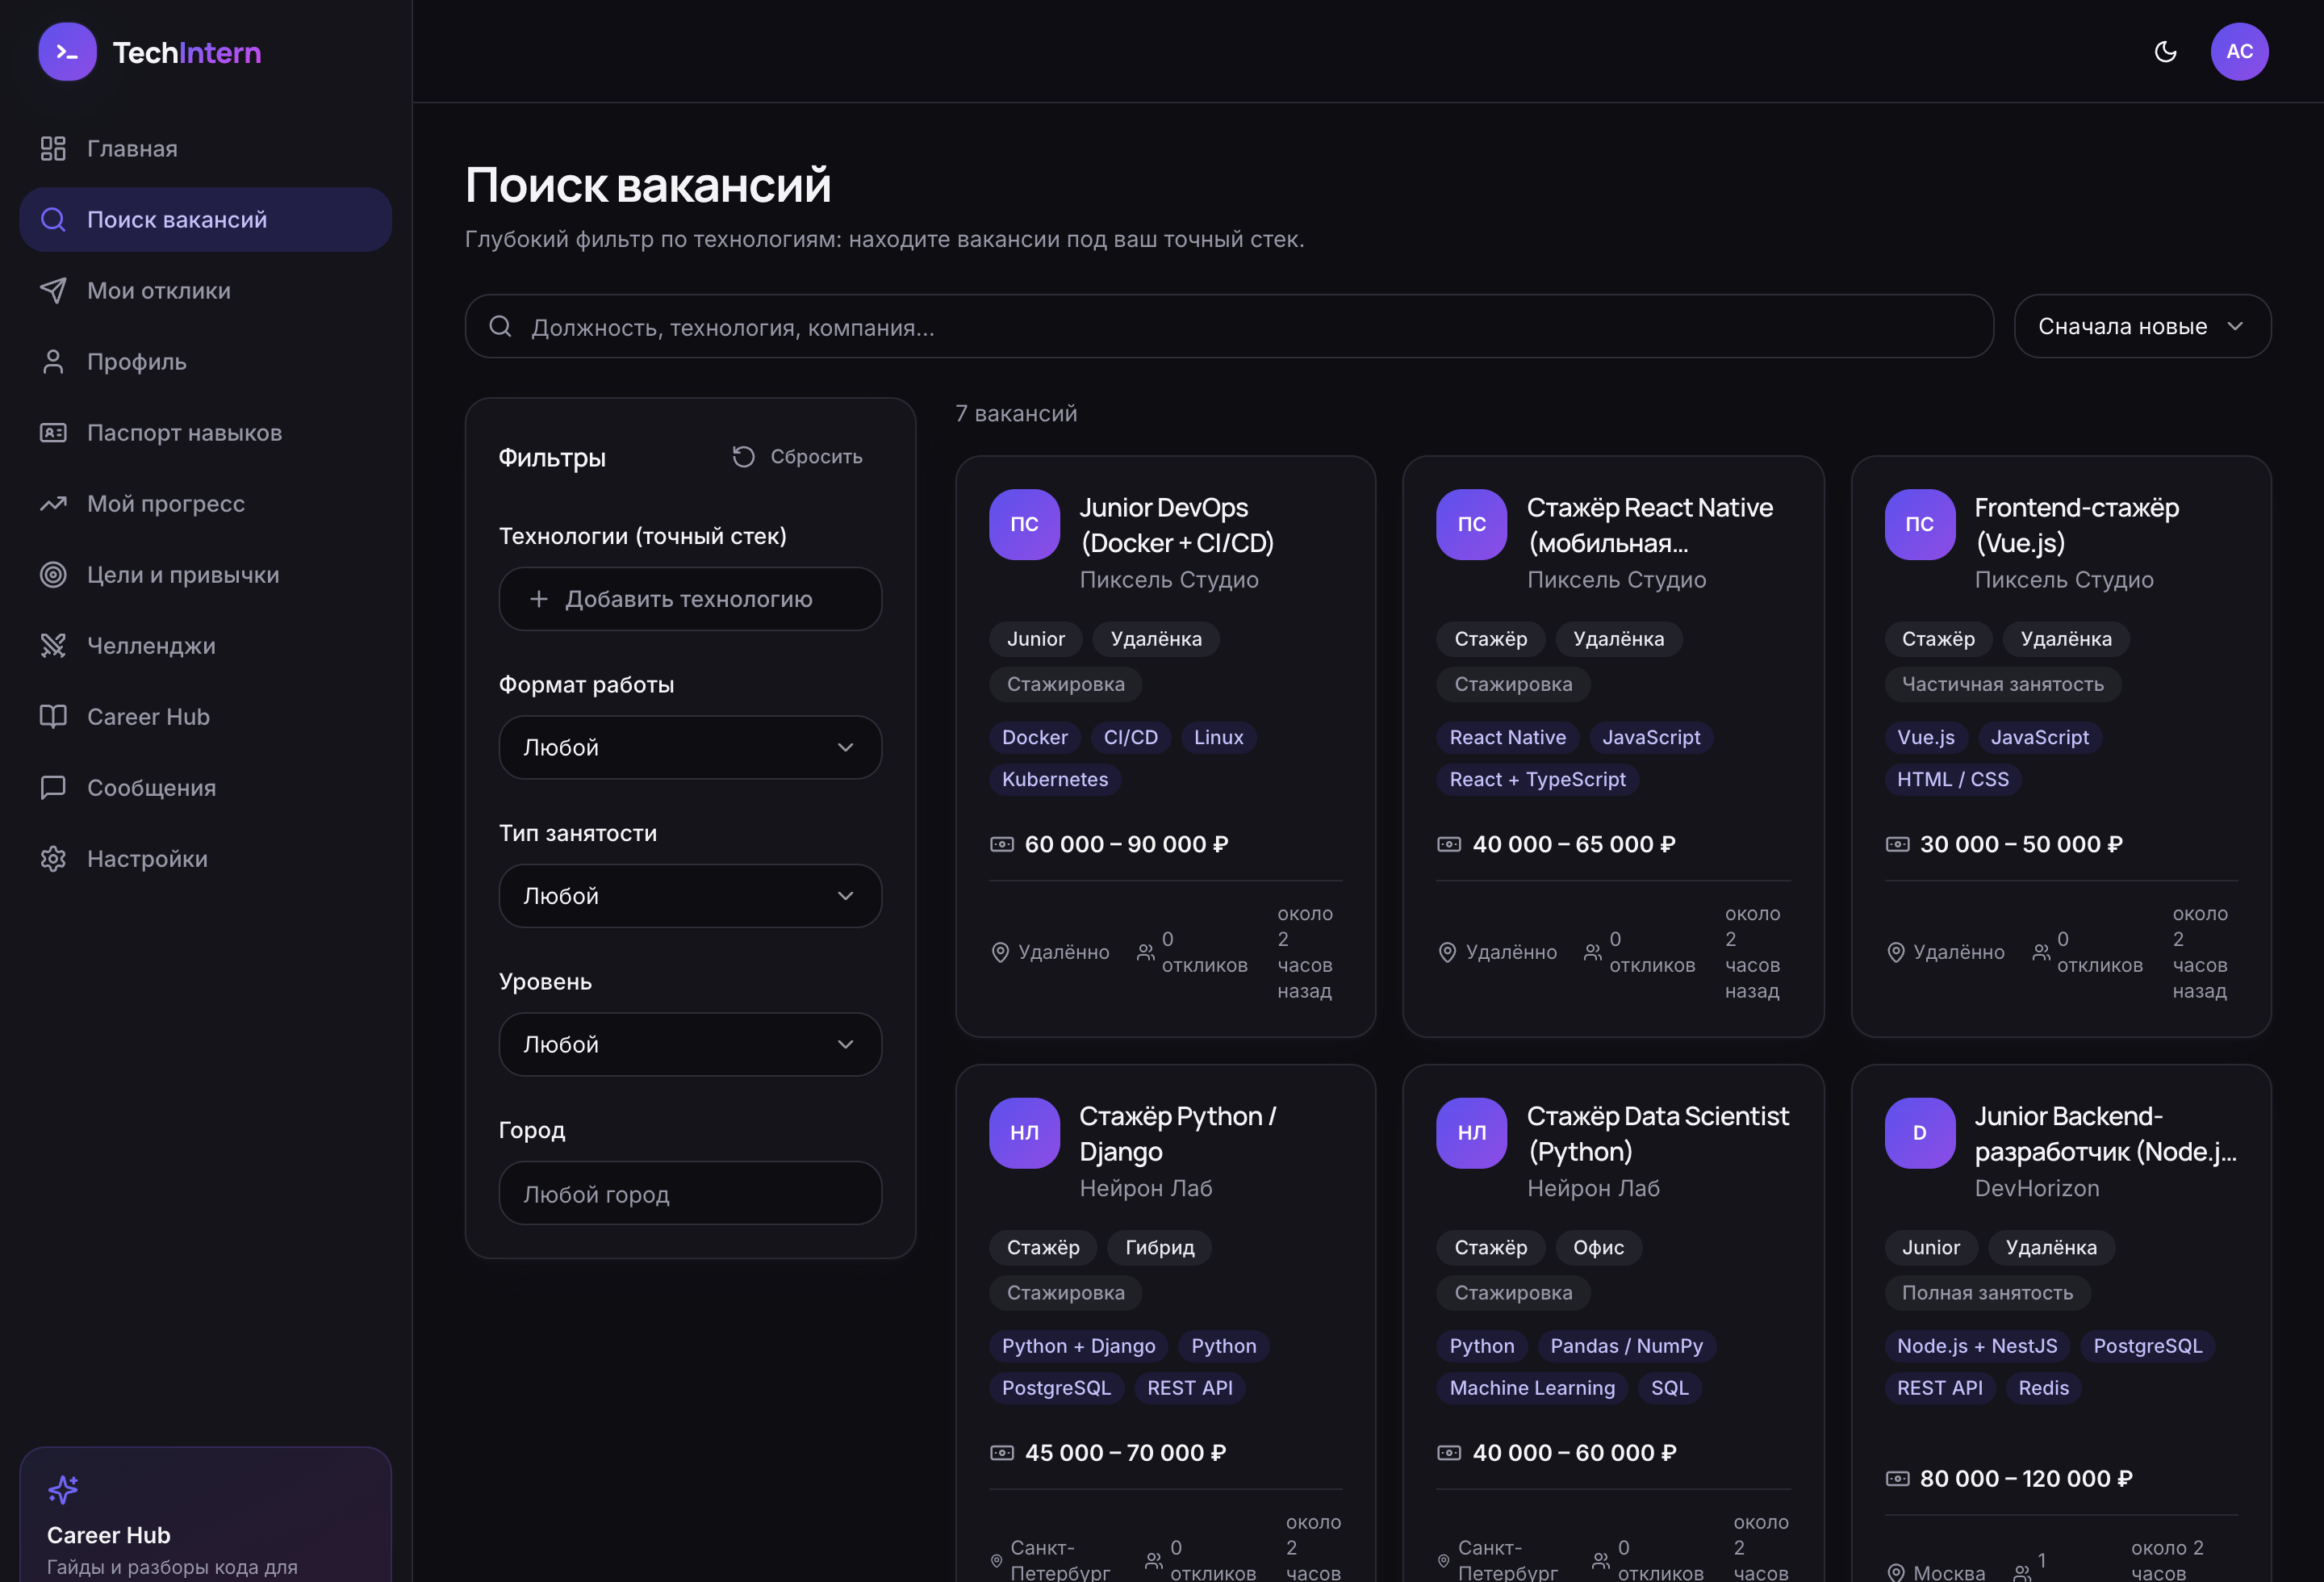 TechIntern
AC
Главная
Поиск вакансий
Мои отклики
Профиль
Паспорт навыков
Мой прогресс
Цели и привычки
Челленджи
Career Hub
Сообщения
Настройки
Career Hub
Гайды и разборы кода для
Поиск вакансий
Глубокий фильтр по технологиям: находите вакансии под ваш точный стек.
Должность, технология, компания...
Сначала новые
Фильтры
Сбросить
Технологии (точный стек)
Добавить технологию
Формат работы
Любой
Тип занятости
Любой
Уровень
Любой
Город
Любой город
7 вакансий
ПС
Junior DevOps
(Docker + CI/CD)
Пиксель Студио
Junior
Удалёнка
Стажировка
Docker
CI/CD
Linux
Kubernetes
60 000 – 90 000 ₽
Удалённо
0
откликов
около
2
часов
назад
ПС
Стажёр React Native
(мобильная...
Пиксель Студио
Стажёр
Удалёнка
Стажировка
React Native
JavaScript
React + TypeScript
40 000 – 65 000 ₽
Удалённо
0
откликов
около
2
часов
назад
ПС
Frontend-стажёр
(Vue.js)
Пиксель Студио
Стажёр
Удалёнка
Частичная занятость
Vue.js
JavaScript
HTML / CSS
30 000 – 50 000 ₽
Удалённо
0
откликов
около
2
часов
назад
НЛ
Стажёр Python /
Django
Нейрон Лаб
Стажёр
Гибрид
Стажировка
Python + Django
Python
PostgreSQL
REST API
45 000 – 70 000 ₽
Санкт-
Петербург
0
откликов
около
2
часов
НЛ
Стажёр Data Scientist
(Python)
Нейрон Лаб
Стажёр
Офис
Стажировка
Python
Pandas / NumPy
Machine Learning
SQL
40 000 – 60 000 ₽
Санкт-
Петербург
0
откликов
около
2
часов
D
Junior Backend-
разработчик (Node.j...
DevHorizon
Junior
Удалёнка
Полная занятость
Node.js + NestJS
PostgreSQL
REST API
Redis
80 000 – 120 000 ₽
Москва
1
около 2
часов